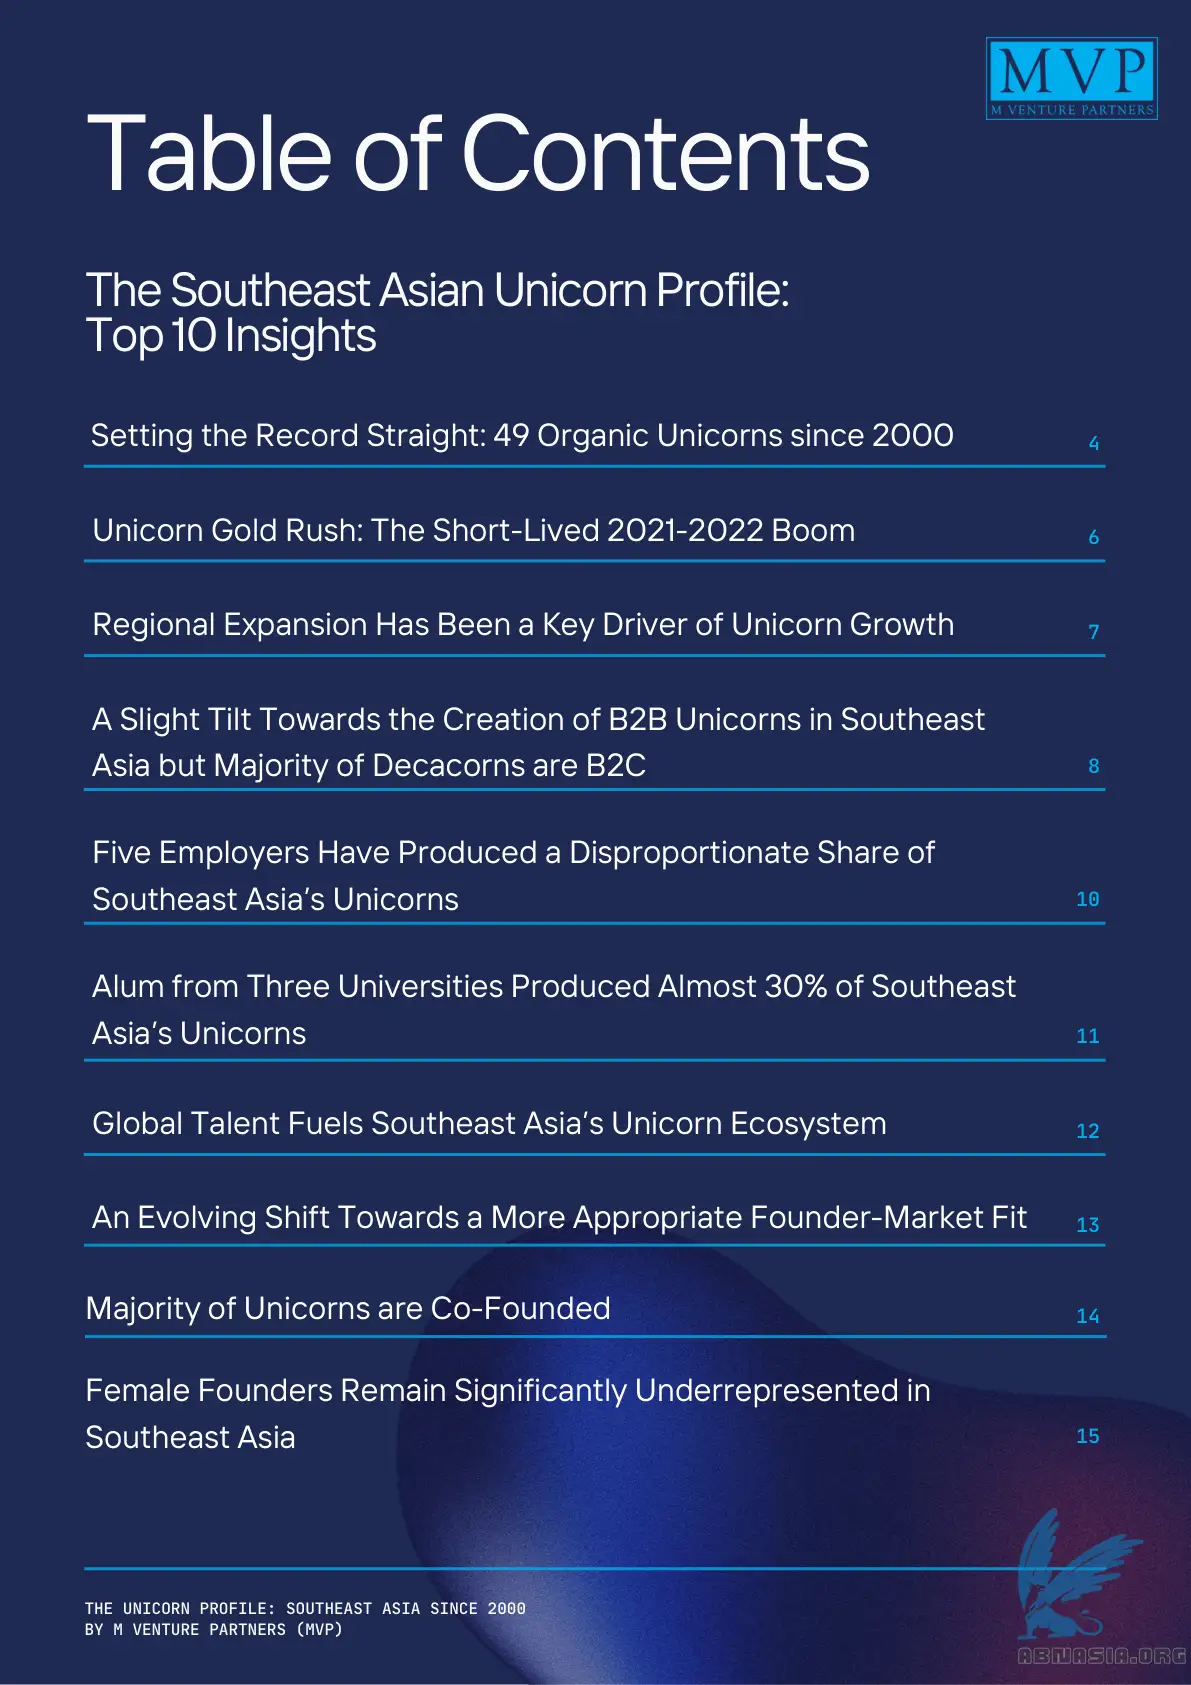 MVP
M VENTURE PARTNERS
Table of Contents
The Southeast Asian Unicorn Profile:
Top 10 Insights
Setting the Record Straight: 49 Organic Unicorns since 2000 4
Unicorn Gold Rush: The Short-Lived 2021-2022 Boom 6
Regional Expansion Has Been a Key Driver of Unicorn Growth 7
A Slight Tilt Towards the Creation of B2B Unicorns in Southeast
Asia but Majority of Decacorns are B2C 8
Five Employers Have Produced a Disproportionate Share of
Southeast Asia's Unicorns 10
Alum from Three Universities Produced Almost 30% of Southeast
Asia's Unicorns 11
Global Talent Fuels Southeast Asia's Unicorn Ecosystem 12
An Evolving Shift Towards a More Appropriate Founder-Market Fit 13
Majority of Unicorns are Co-Founded 14
Female Founders Remain Significantly Underrepresented in
Southeast Asia 15
THE UNICORN PROFILE: SOUTHEAST ASIA SINCE 2000
BY M VENTURE PARTNERS (MVP)
ABNASIA.ORG